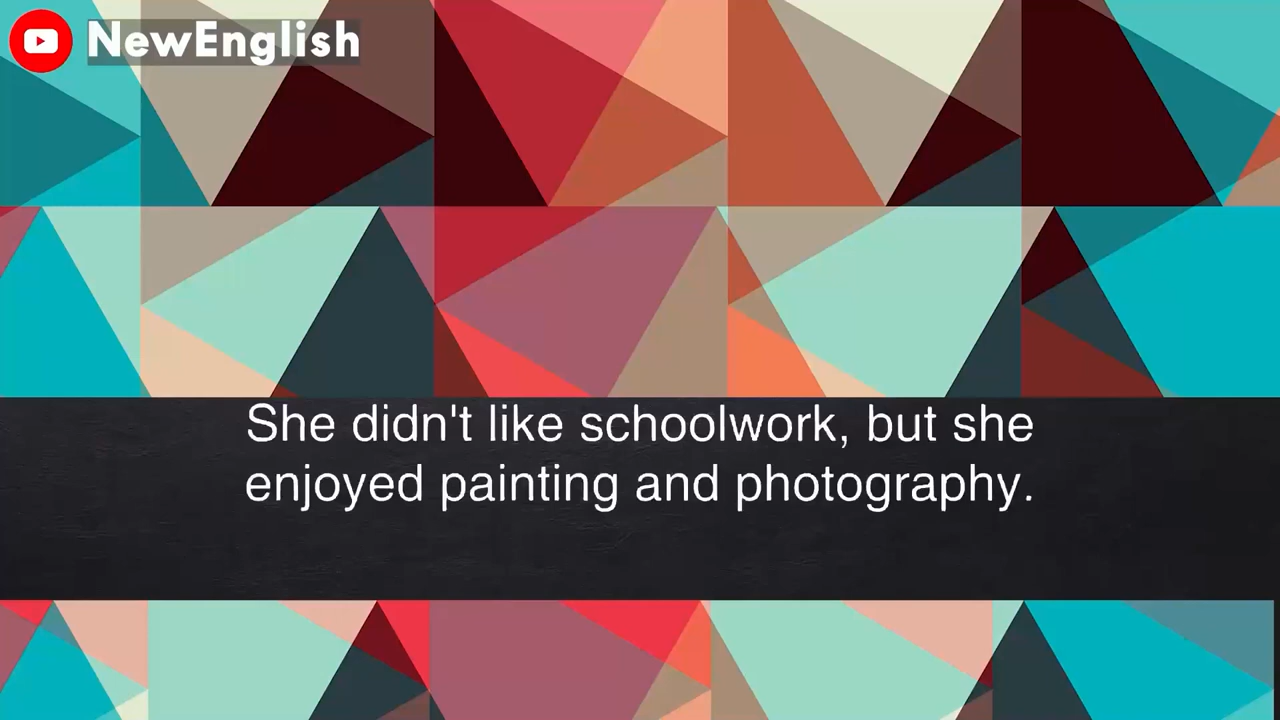 NewEnglish
She didn't like schoolwork, but she
enjoyed painting and photography.